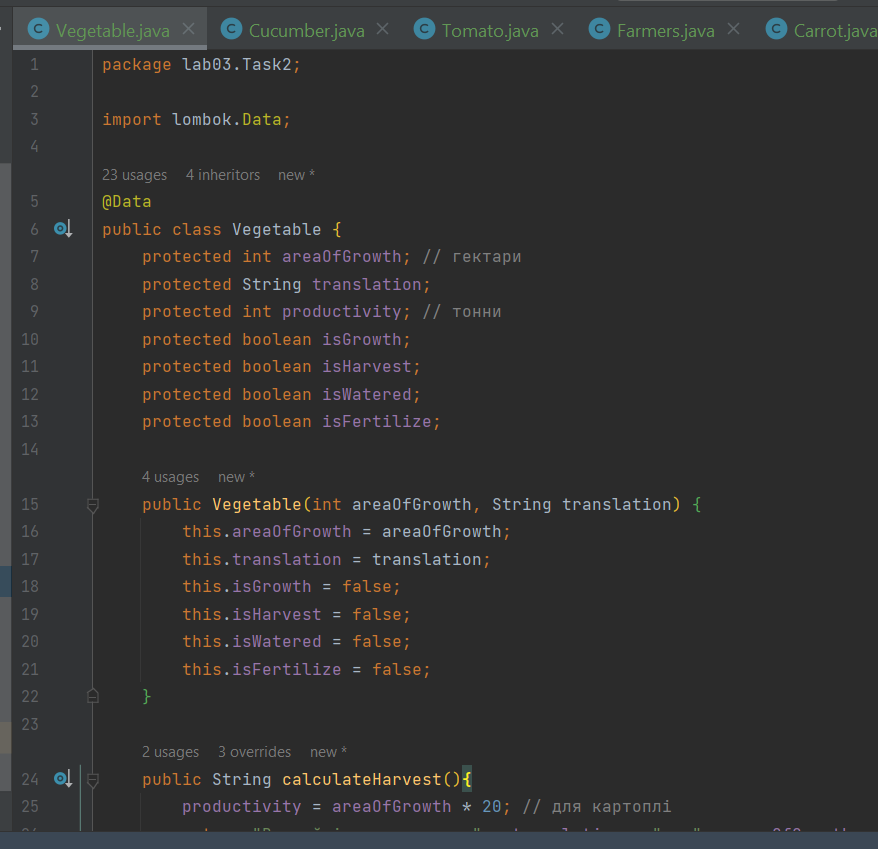 Vegetable.java Cucumber.java Tomato.java Farmers.java Carrot.java
1 package lab03.Task2;
2
3 import lombok.Data;
4
23 usages 4 inheritors new *
5 @Data
6 public class Vegetable {
7 protected int areaOfGrowth; // гектари
8 protected String translation;
9 protected int productivity; // тонни
10 protected boolean isGrowth;
11 protected boolean isHarvest;
12 protected boolean isWatered;
13 protected boolean isFertilize;
14
4 usages new *
15 public Vegetable(int areaOfGrowth, String translation) {
16 this.areaOfGrowth = areaOfGrowth;
17 this.translation = translation;
18 this.isGrowth = false;
19 this.isHarvest = false;
20 this.isWatered = false;
21 this.isFertilize = false;
22 }
23
2 usages 3 overrides new *
24 public String calculateHarvest(){
25 productivity = areaOfGrowth * 20; // для картоплі